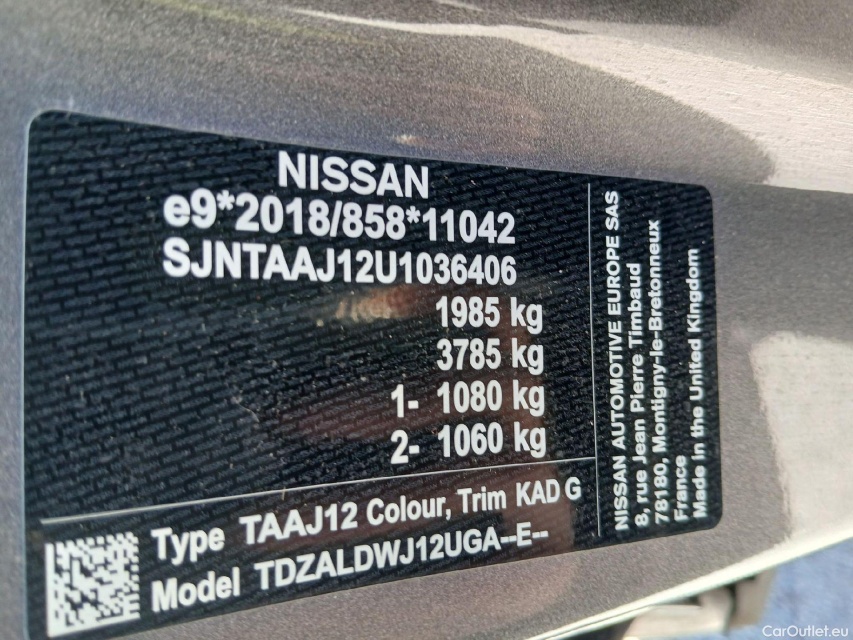 NISSAN
e9*2018/858*11042
SJNTAAJ12U1036406
1985 kg
3785 kg
1- 1080 kg
2- 1060 kg
Type TAAJ12 Colour, Trim KAD G
Model TDZALDWJ12UGA--E--
NISSAN AUTOMOTIVE EUROPE SAS
8, rue Jean Pierre Timbaud
78180, Montigny-le-Bretonneux
France
Made in the United Kingdom
CarOutlet.eu